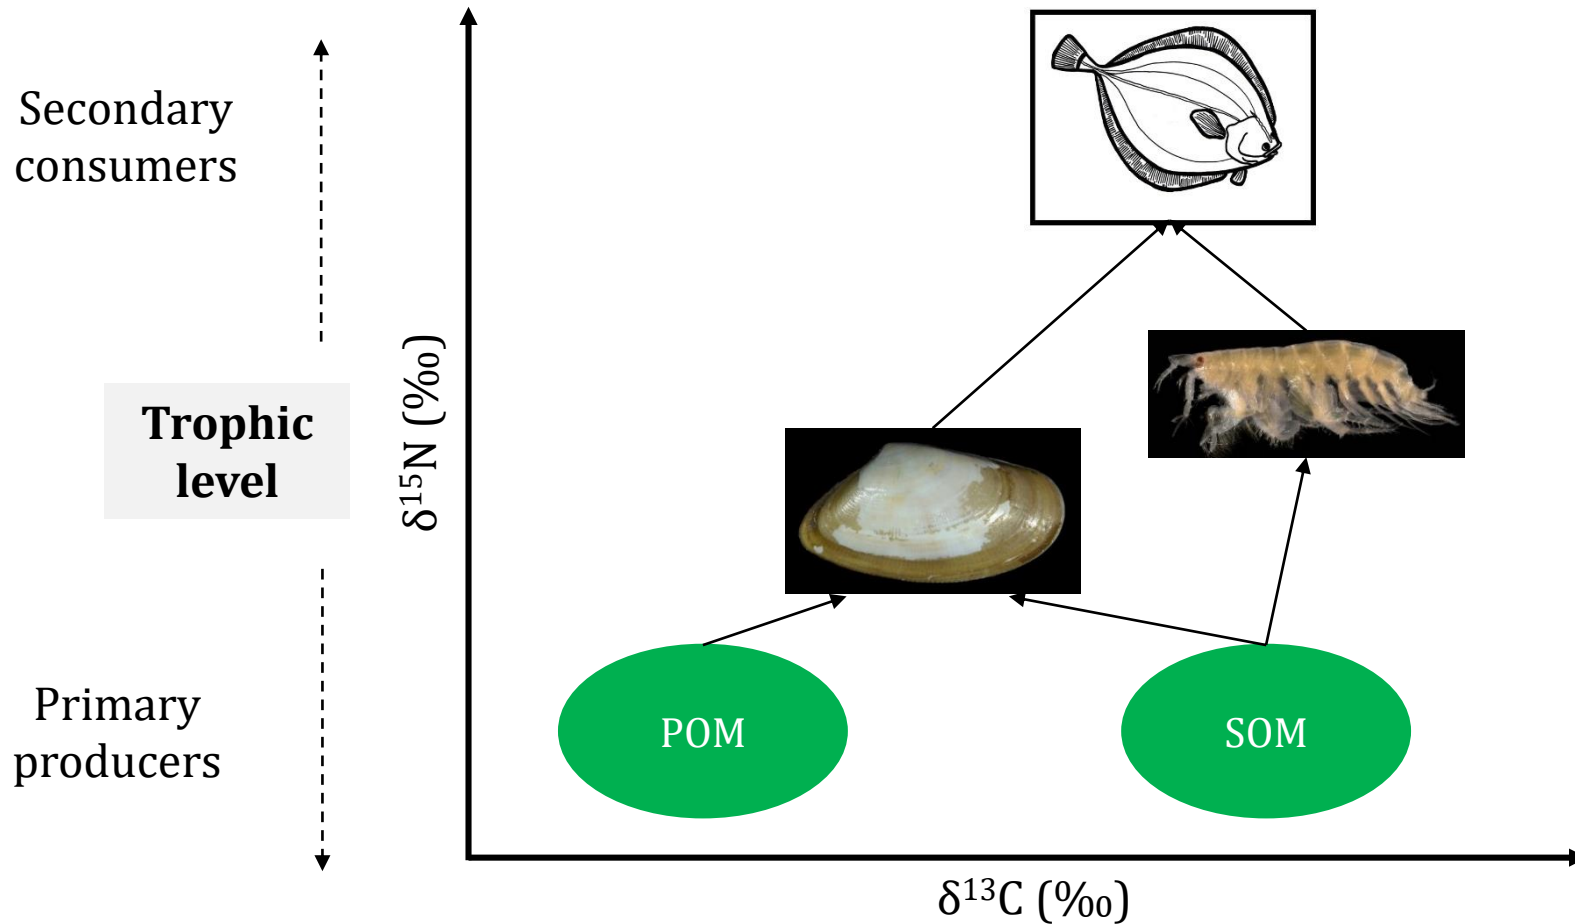 Secondary
consumers
Trophic
level
Primary
producers
δ¹⁵N (‰)
POM
SOM
δ¹³C (‰)